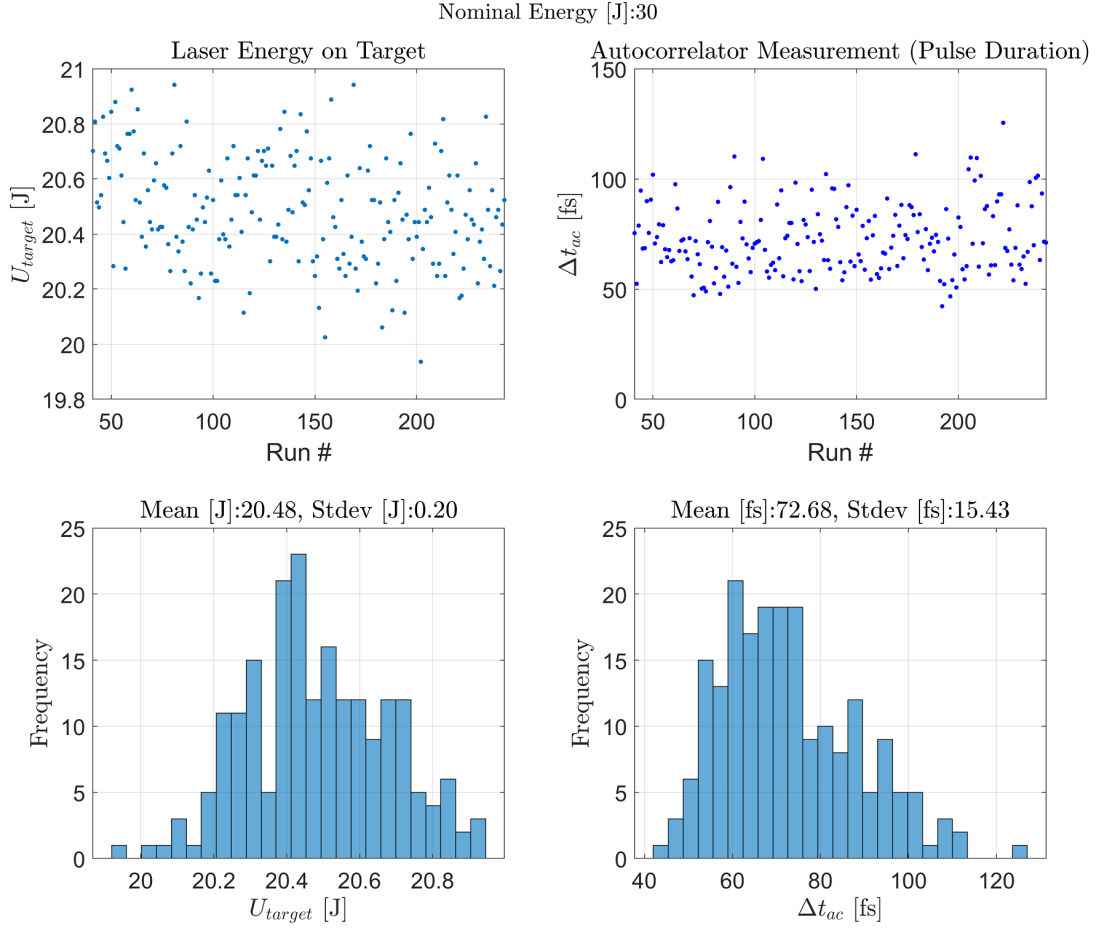 Nominal Energy [J]:30
Laser Energy on Target
21
20.8
20.6
20.4
20.2
20
19.8
U_target [J]
50 100 150 200
Run #
Autocorrelator Measurement (Pulse Duration)
150
100
50
0
Δt_ac [fs]
50 100 150 200
Run #
Mean [J]:20.48, Stdev [J]:0.20
25
20
15
10
5
0
Frequency
20 20.2 20.4 20.6 20.8
U_target [J]
Mean [fs]:72.68, Stdev [fs]:15.43
25
20
15
10
5
0
Frequency
40 60 80 100 120
Δt_ac [fs]